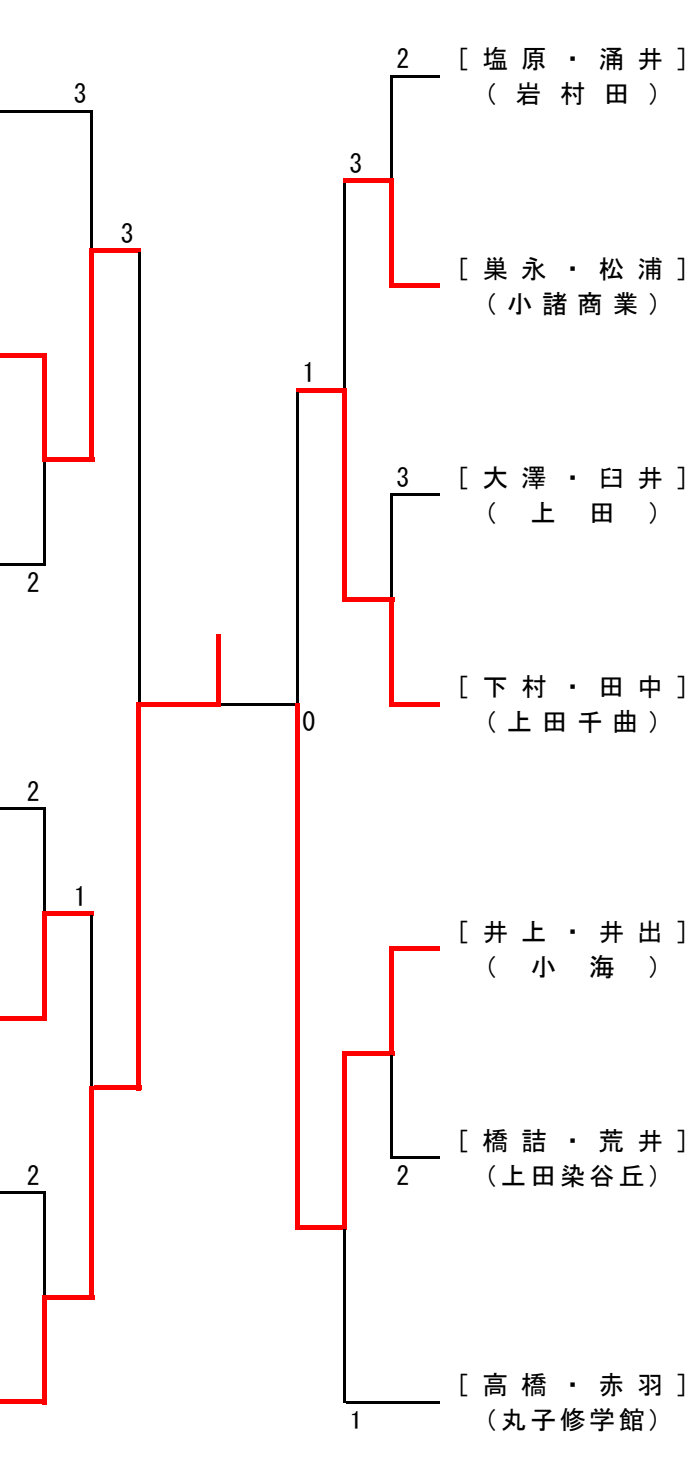 2
[塩原・涌井]
(岩村田)
3
3
3
[巣永・松浦]
(小諸商業)
1
3
[大澤・臼井]
(上田)
2
[下村・田中]
(上田千曲)
0
2
1
[井上・井出]
(小海)
[橋詰・荒井]
2
2
(上田染谷丘)
[高橋・赤羽]
1
(丸子修学館)